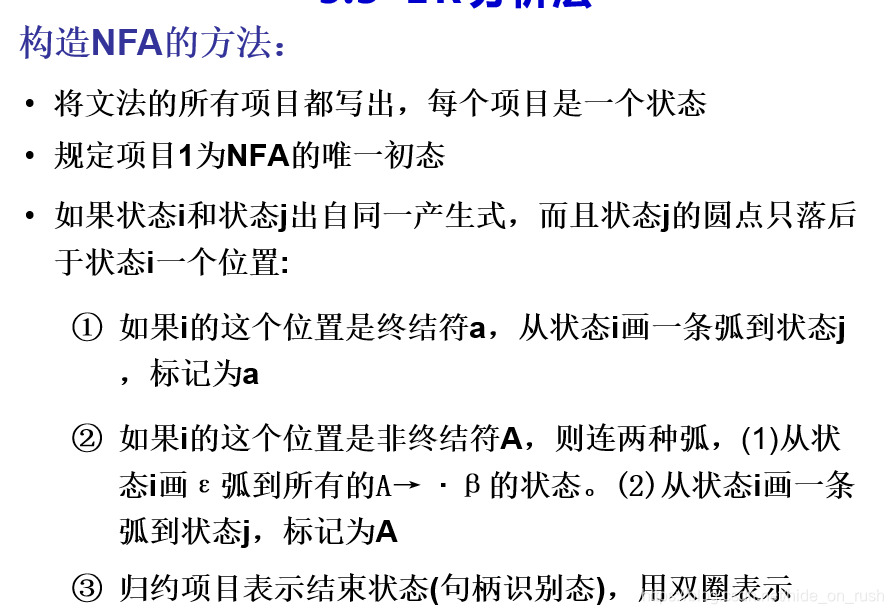 构造NFA的方法：
• 将文法的所有项目都写出，每个项目是一个状态
• 规定项目1为NFA的唯一初态
• 如果状态i和状态j出自同一产生式，而且状态j的圆点只落后
于状态i一个位置:
① 如果i的这个位置是终结符a，从状态i画一条弧到状态j
，标记为a
② 如果i的这个位置是非终结符A，则连两种弧，(1)从状
态i画ε弧到所有的A→·β的状态。(2)从状态i画一条
弧到状态j，标记为A
③ 归约项目表示结束状态(句柄识别态)，用双圈表示